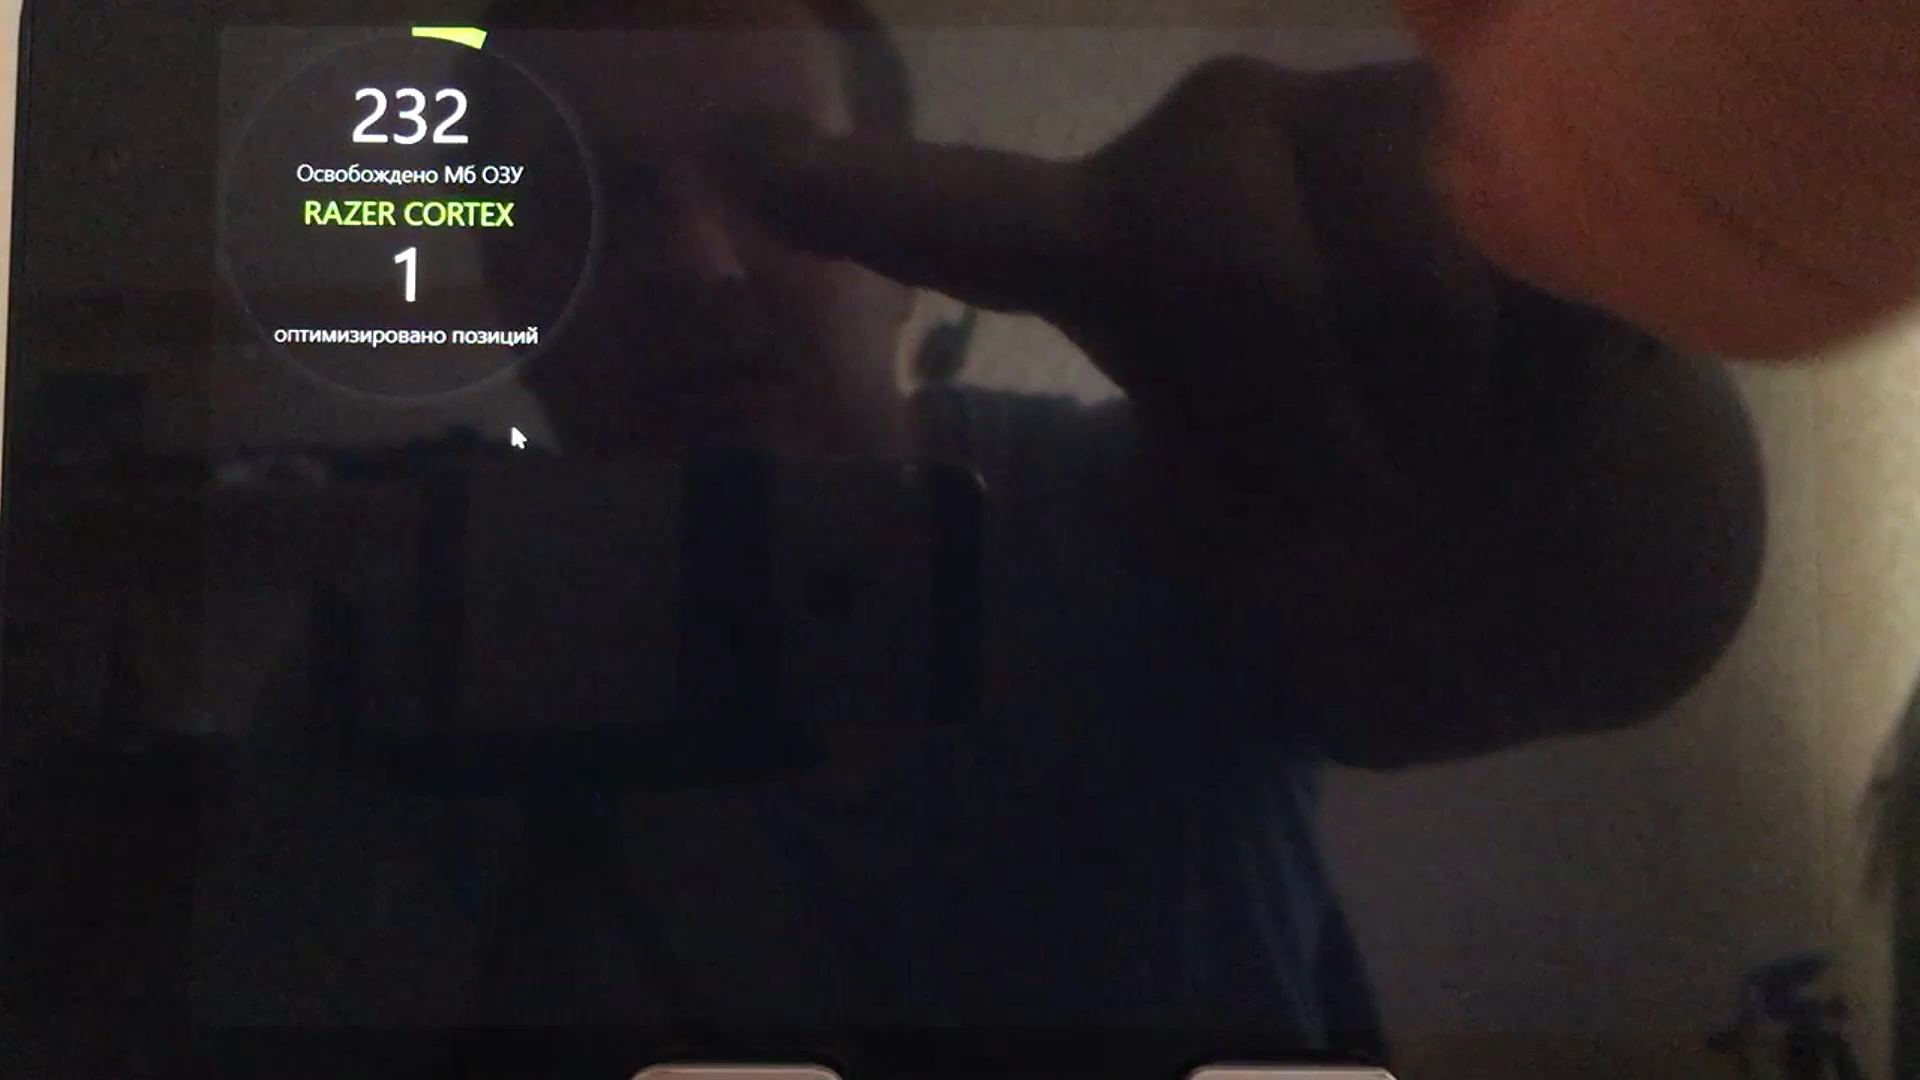 232
Освобождено Мб ОЗУ
RAZER CORTEX
1
оптимизировано позиций